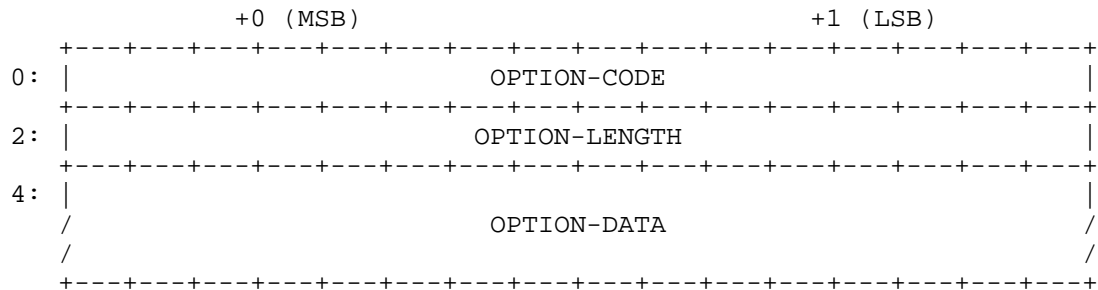 +0 (MSB) +1 (LSB)
+---+---+---+---+---+---+---+---+---+---+---+---+---+---+---+---+
0: | OPTION-CODE |
+---+---+---+---+---+---+---+---+---+---+---+---+---+---+---+---+
2: | OPTION-LENGTH |
+---+---+---+---+---+---+---+---+---+---+---+---+---+---+---+---+
4: | |
/ OPTION-DATA /
/ /
+---+---+---+---+---+---+---+---+---+---+---+---+---+---+---+---+